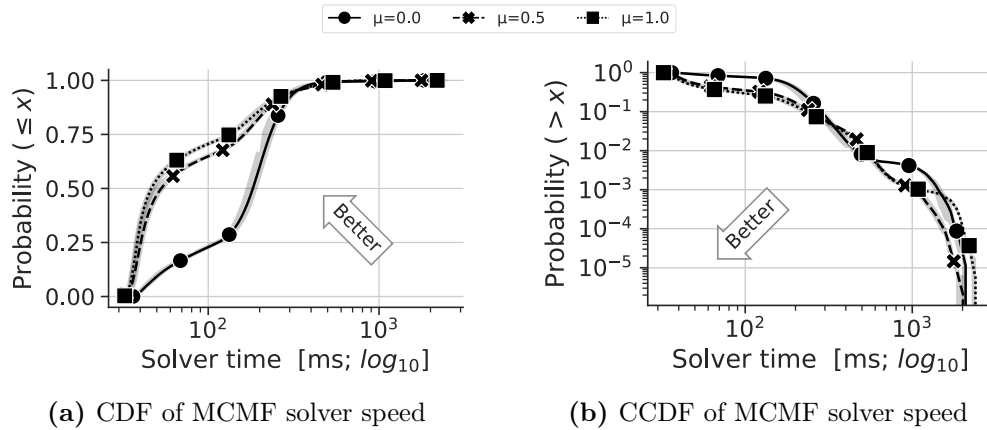 μ=0.0 μ=0.5 μ=1.0
Probability ( ≤ x)
1.00
0.75
0.50
0.25
0.00
Better
10² 10³
Solver time [ms; log₁₀]
(a) CDF of MCMF solver speed
Probability ( > x)
10⁰
10⁻¹
10⁻²
10⁻³
10⁻⁴
10⁻⁵
Better
10² 10³
Solver time [ms; log₁₀]
(b) CCDF of MCMF solver speed